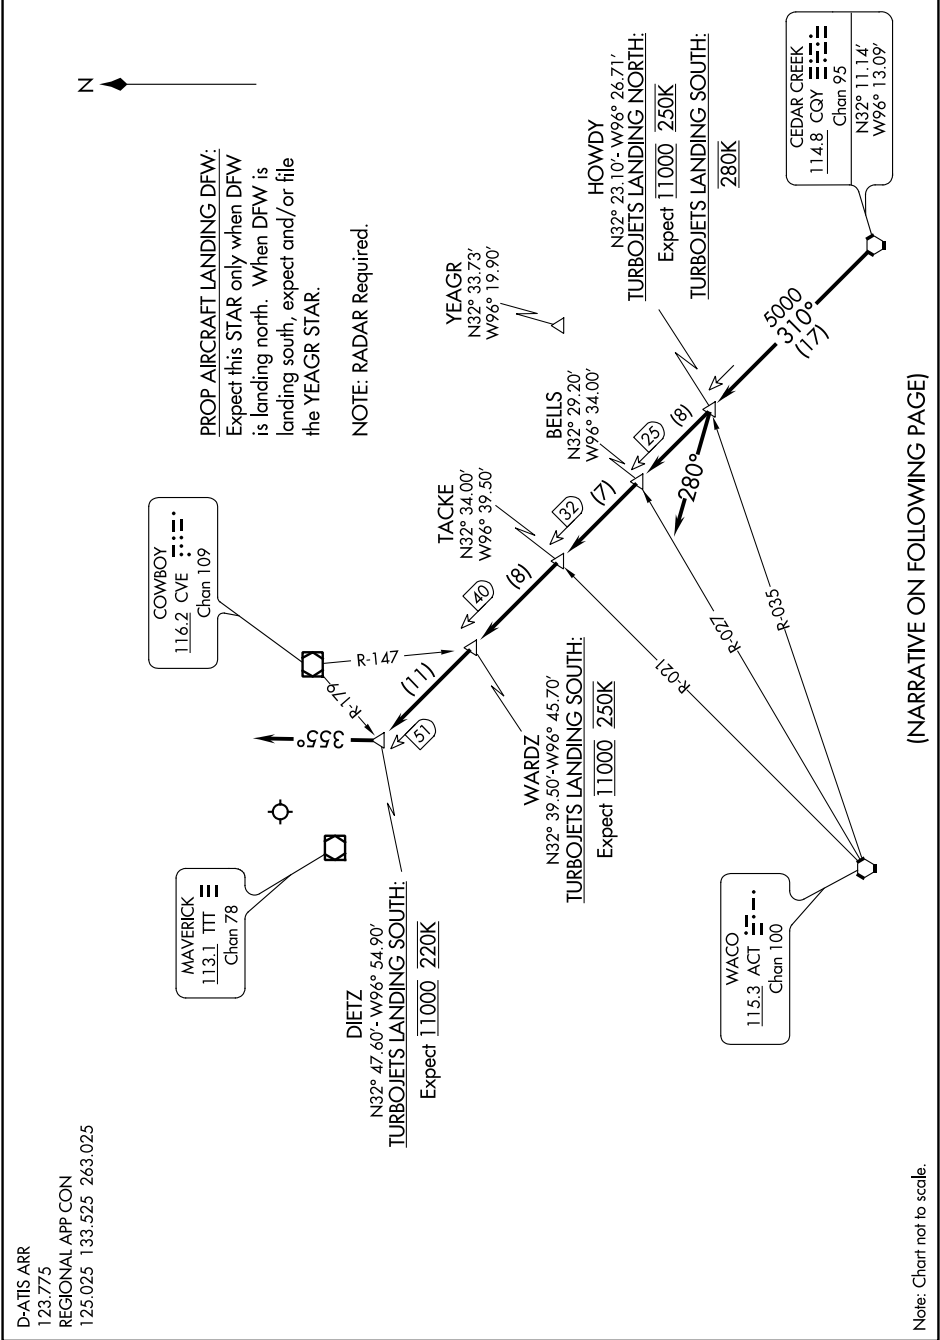 D-ATIS ARR
123.775
REGIONAL APP CON
125.025 133.525 263.025
N
PROP AIRCRAFT LANDING DFW:
Expect this STAR only when DFW
is landing north. When DFW is
landing south, expect and/or file
the YEAGR STAR.
NOTE: RADAR Required.
COWBOY
116.2 CVE
Chan 109
MAVERICK
113.1 TTT
Chan 78
355°
R-179
R-147
51
(11)
40
(8)
32
(7)
25
(8)
DIETZ
N32° 47.60'- W96° 54.90'
TURBOJETS LANDING SOUTH:
Expect 11000 220K
TACKE
N32° 34.00'
W96° 39.50'
YEAGR
N32° 33.73'
W96° 19.90'
BELLS
N32° 29.20'
W96° 34.00'
WARDZ
N32° 39.50'-W96° 45.70'
TURBOJETS LANDING SOUTH:
Expect 11000 250K
HOWDY
N32° 23.10'- W96° 26.71'
TURBOJETS LANDING NORTH:
Expect 11000 250K
TURBOJETS LANDING SOUTH:
280K
280°
R-021
R-027
R-035
5000
310°
(17)
CEDAR CREEK
114.8 CQY
Chan 95
N32° 11.14'
W96° 13.09'
WACO
115.3 ACT
Chan 100
(NARRATIVE ON FOLLOWING PAGE)
Note: Chart not to scale.